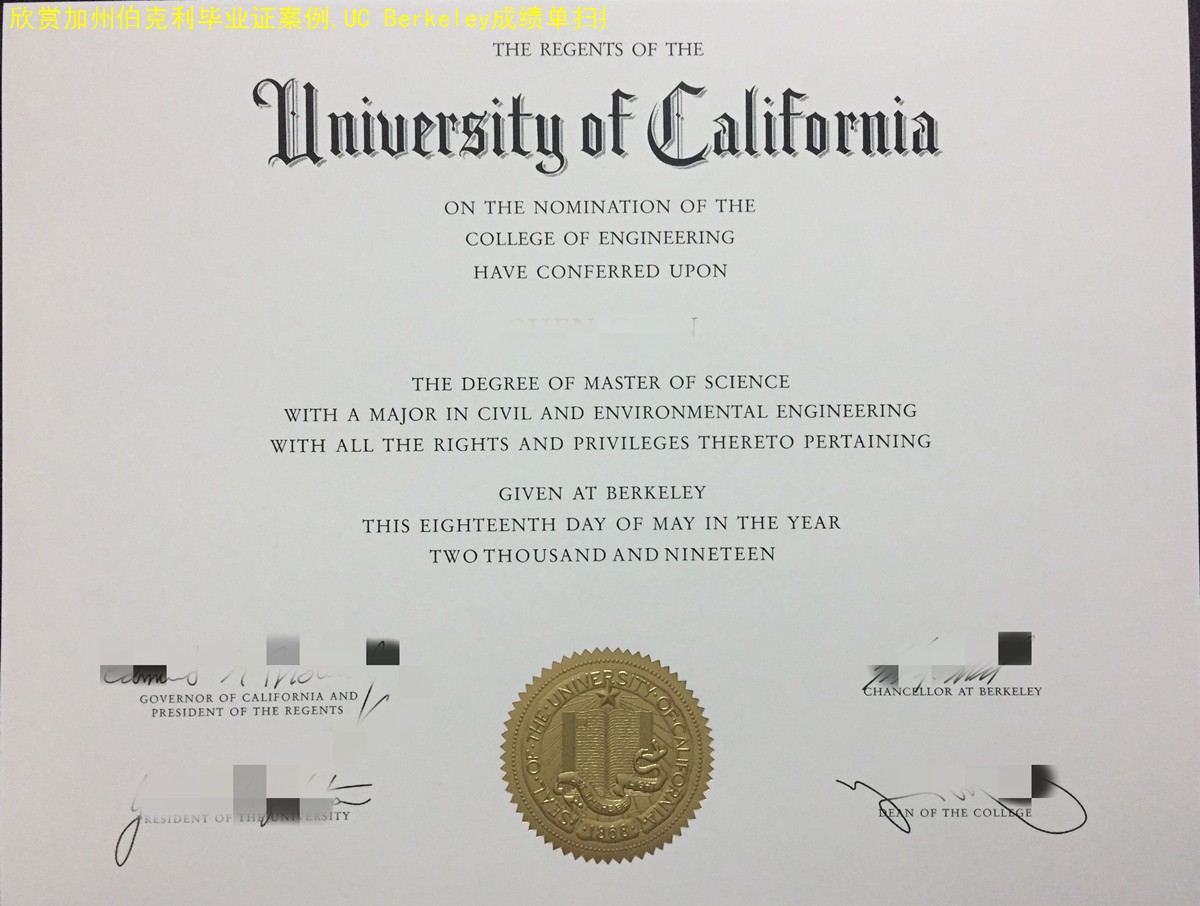 欣赏加州伯克利毕业证案例,UC Berkeley成绩单扫
THE REGENTS OF THE
University of California
ON THE NOMINATION OF THE
COLLEGE OF ENGINEERING
HAVE CONFERRED UPON
THE DEGREE OF MASTER OF SCIENCE
WITH A MAJOR IN CIVIL AND ENVIRONMENTAL ENGINEERING
WITH ALL THE RIGHTS AND PRIVILEGES THERETO PERTAINING
GIVEN AT BERKELEY
THIS EIGHTEENTH DAY OF MAY IN THE YEAR
TWO THOUSAND AND NINETEEN
GOVERNOR OF CALIFORNIA AND
PRESIDENT OF THE REGENTS
CHANCELLOR AT BERKELEY
PRESIDENT OF THE UNIVERSITY
DEAN OF THE COLLEGE
SEAL·OF·THE·UNIVERSITY·OF·CALIFORNIA
·1868·